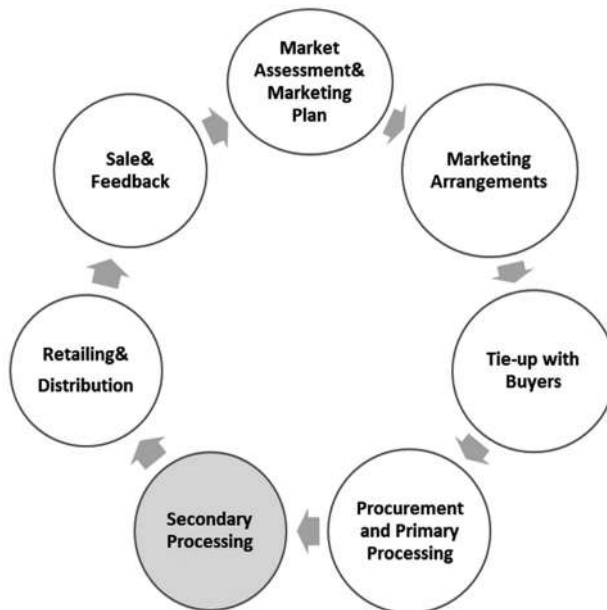 Market
Assessment&
Marketing
Plan
Marketing
Arrangements
Tie-up with
Buyers
Procurement
and Primary
Processing
Secondary
Processing
Retailing&
Distribution
Sale&
Feedback